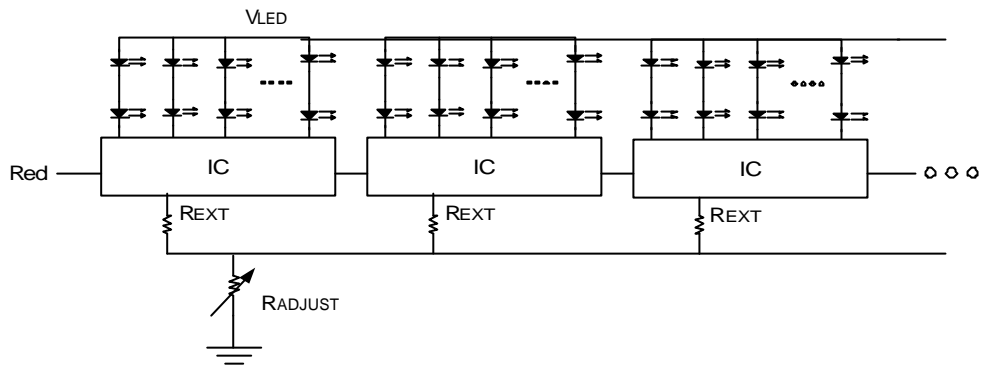 VLED
Red
IC
IC
IC
REXT
REXT
REXT
RADJUST